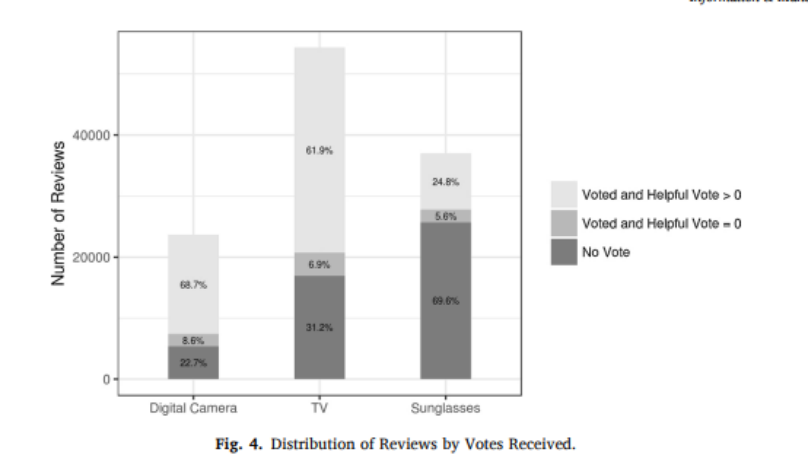 40000
20000
0
Number of Reviews
61.9%
6.9%
31.2%
68.7%
8.6%
22.7%
24.8%
5.6%
69.6%
Digital Camera
TV
Sunglasses
Voted and Helpful Vote > 0
Voted and Helpful Vote = 0
No Vote
Fig. 4. Distribution of Reviews by Votes Received.